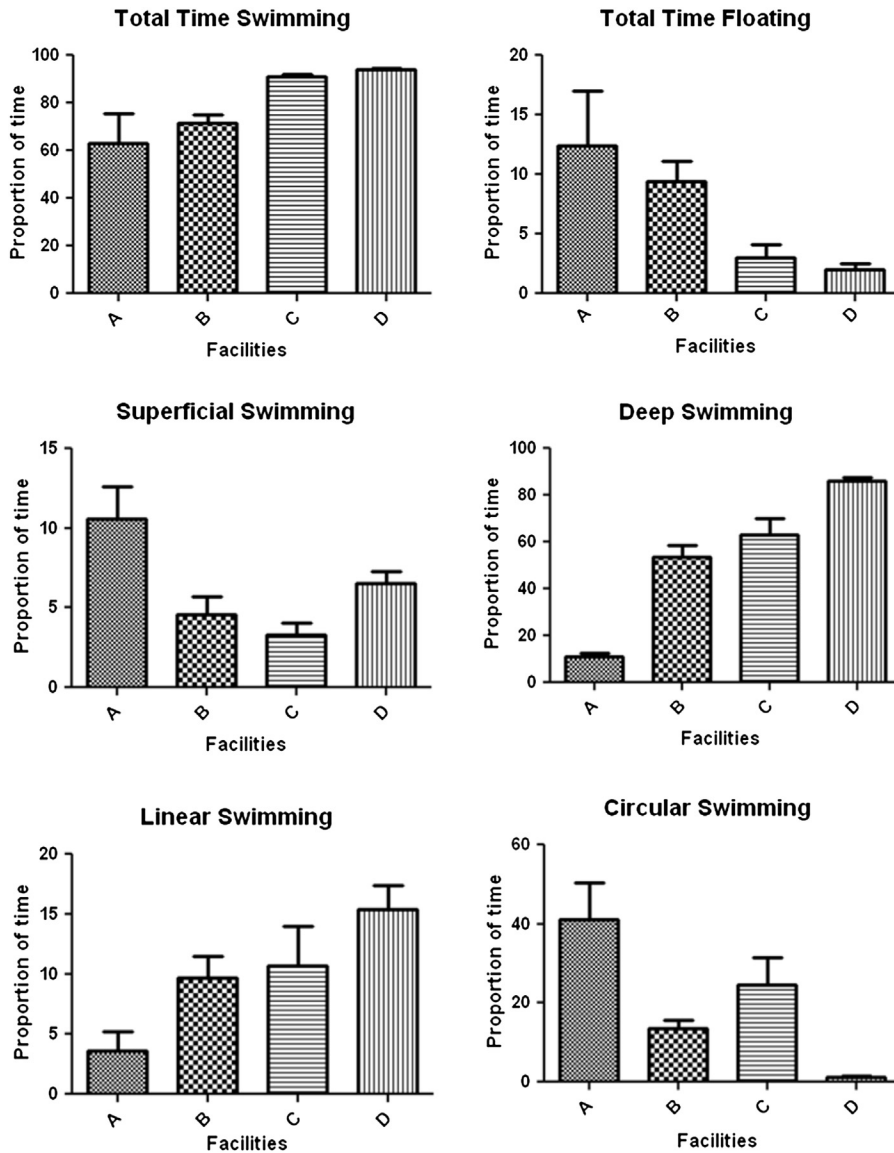 Total Time Swimming
Proportion of time
100
80
60
40
20
0
A B C D
Facilities
Total Time Floating
Proportion of time
20
15
10
5
0
A B C D
Facilities
Superficial Swimming
Proportion of time
15
10
5
0
A B C D
Facilities
Deep Swimming
Proportion of time
100
80
60
40
20
0
A B C D
Facilities
Linear Swimming
Proportion of time
20
15
10
5
0
A B C D
Facilities
Circular Swimming
Proportion of time
60
40
20
0
A B C D
Facilities